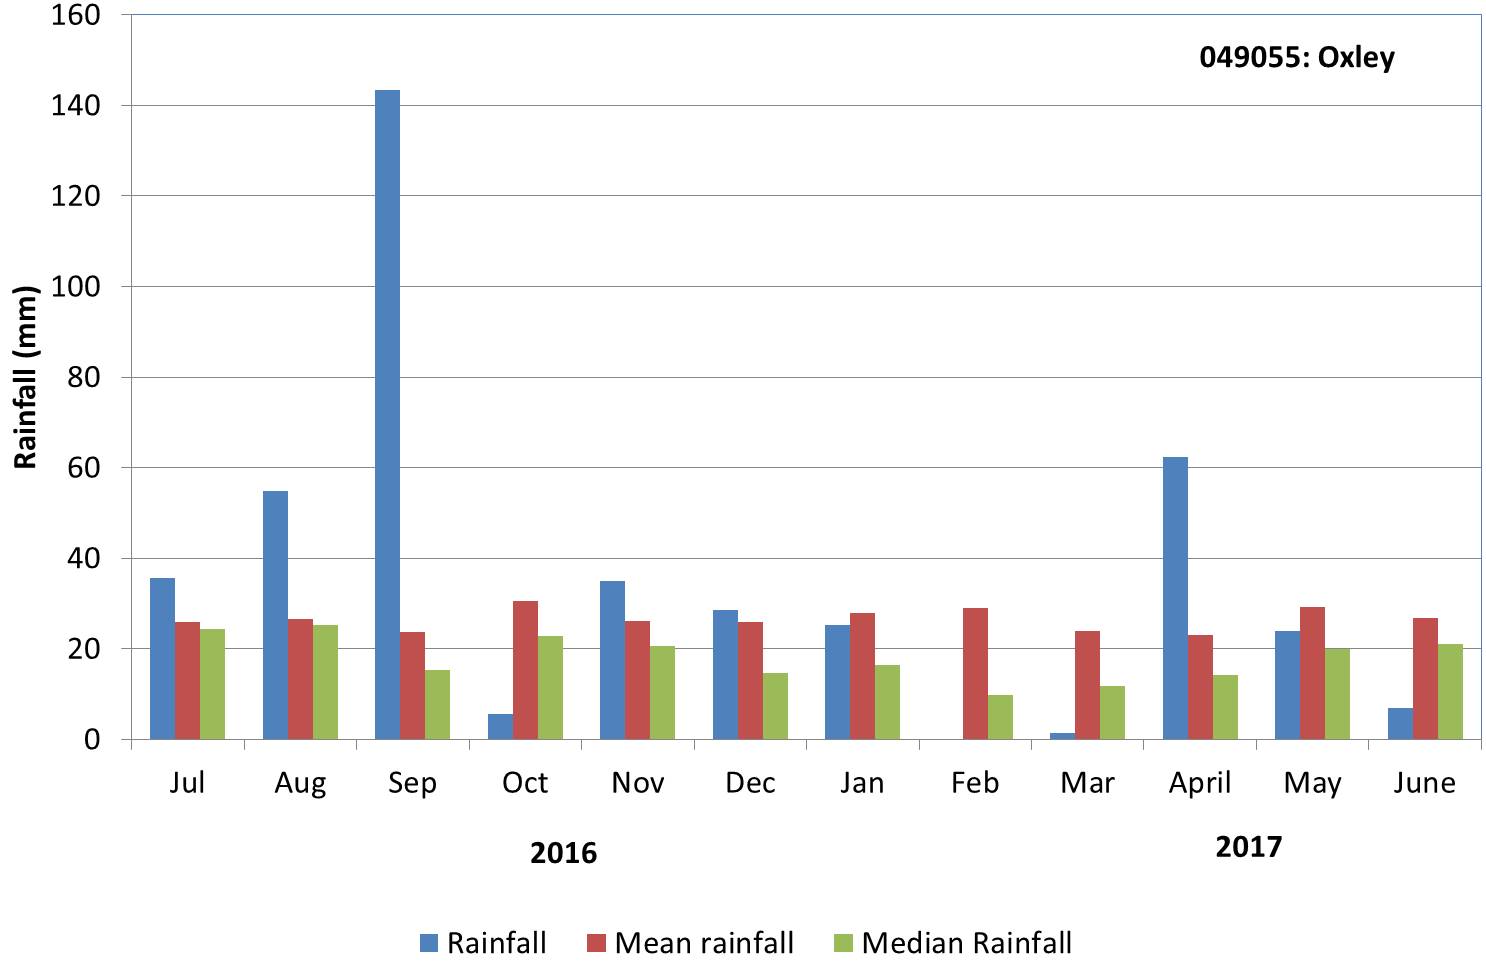 049055: Oxley
Rainfall (mm)
160
140
120
100
80
60
40
20
0
Jul Aug Sep Oct Nov Dec Jan Feb Mar April May June
2016 2017
Rainfall Mean rainfall Median Rainfall